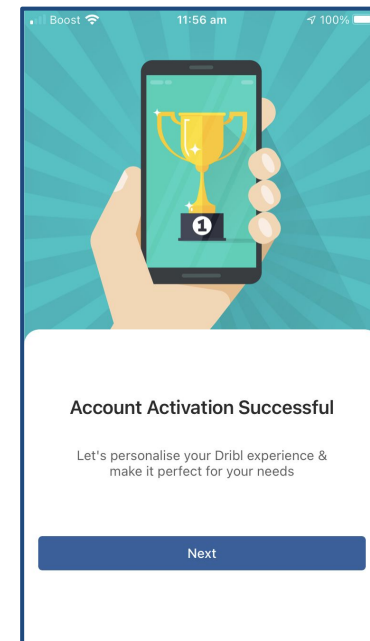 Boost 11:56 am 100%
1
Account Activation Successful
Let's personalise your Dribl experience &
make it perfect for your needs
Next